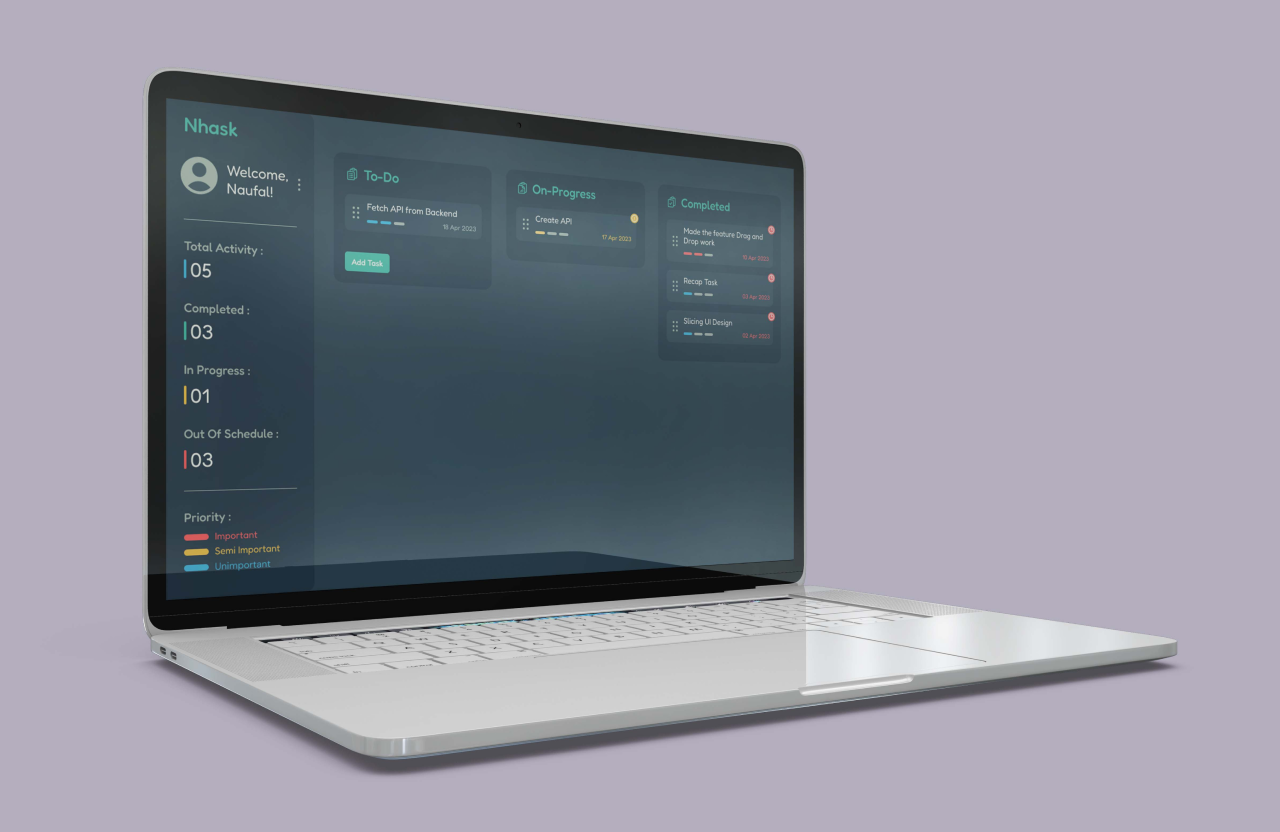 Nhask
Welcome,
Naufal!
Total Activity :
05
Completed :
03
In Progress :
01
Out Of Schedule :
03
Priority :
Important
Semi Important
Unimportant
To-Do
Fetch API from Backend
18 Apr 2023
Add Task
On-Progress
Create API
17 Apr 2023
Completed
Made the feature Drag and
Drop work
Recap Task
03 Apr 2023
Slicing UI Design
02 Apr 2023